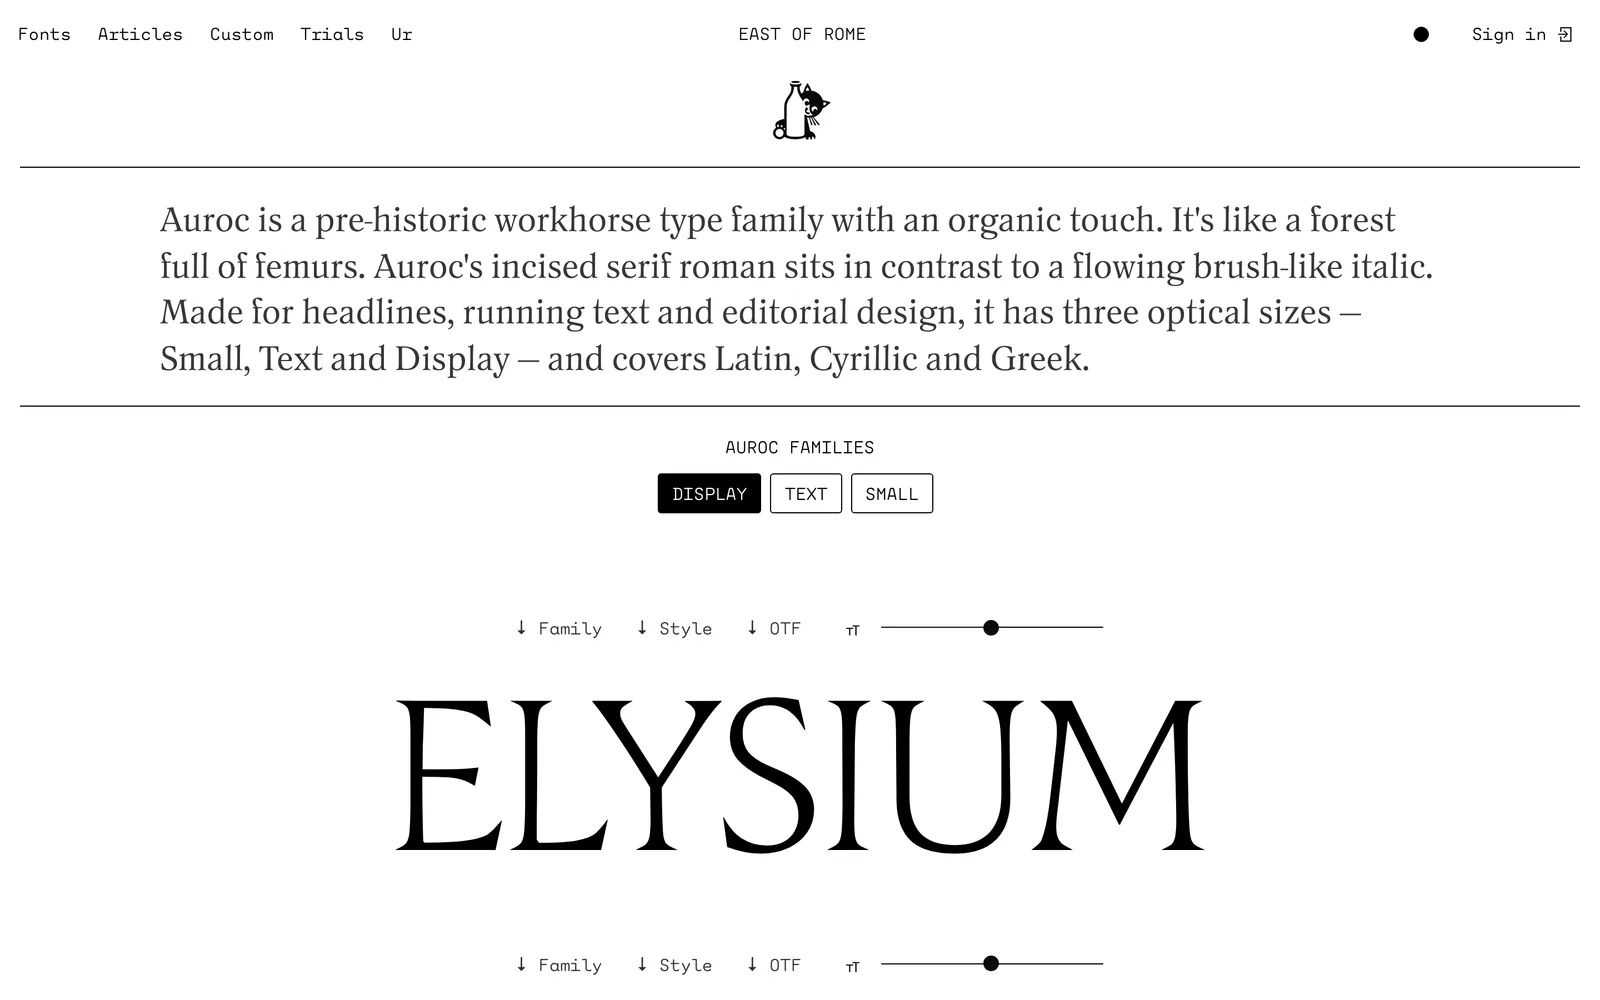 Fonts Articles Custom Trials Ur EAST OF ROME Sign in
Auroc is a pre-historic workhorse type family with an organic touch. It's like a forest
full of femurs. Auroc's incised serif roman sits in contrast to a flowing brush-like italic.
Made for headlines, running text and editorial design, it has three optical sizes —
Small, Text and Display — and covers Latin, Cyrillic and Greek.
AUROC FAMILIES
DISPLAY TEXT SMALL
↓ Family ↓ Style ↓ OTF TT
ELYSIUM
↓ Family ↓ Style ↓ OTF TT